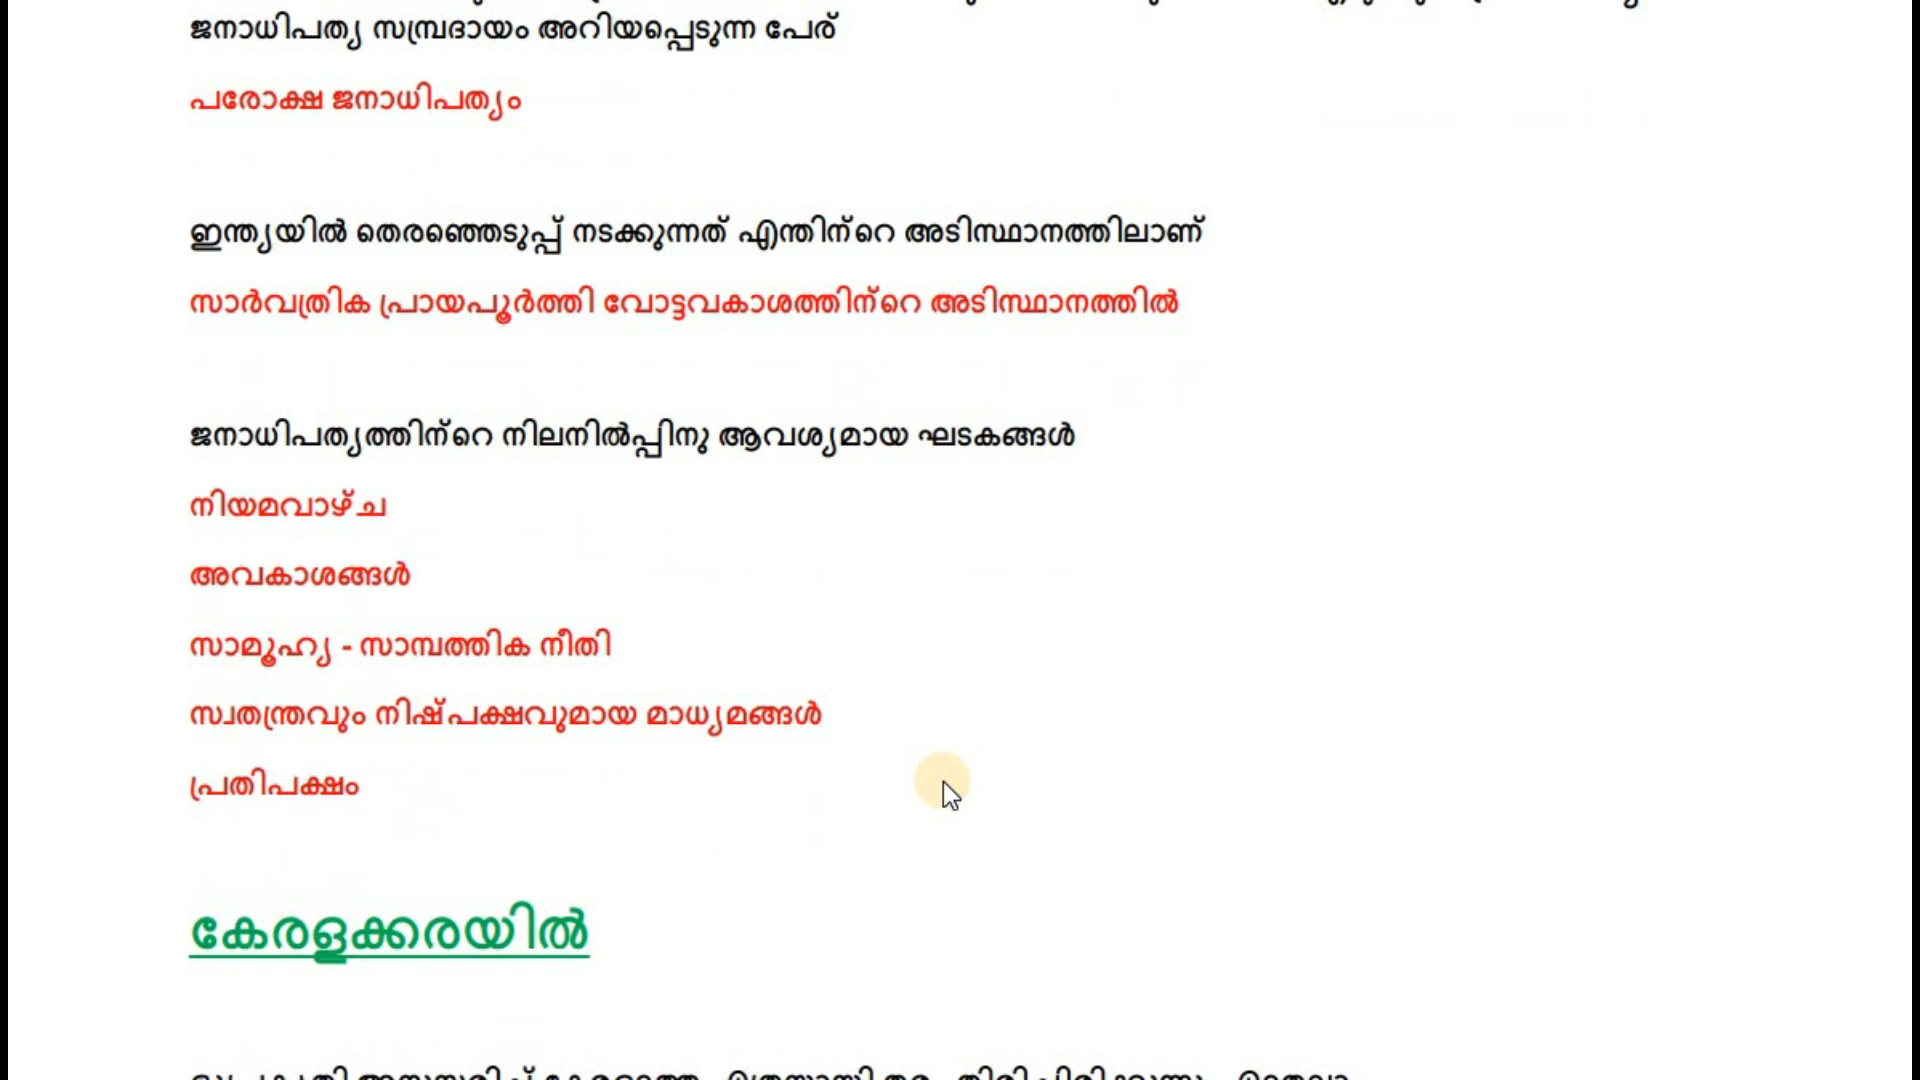 ജനാധിപത്യ സമ്പ്രദായം അറിയപ്പെടുന്ന പേര്
പരോക്ഷ ജനാധിപത്യം
ഇന്ത്യയിൽ തെരഞ്ഞെടുപ്പ് നടക്കുന്നത് എന്തിന്റെ അടിസ്ഥാനത്തിലാണ്
സാർവത്രിക പ്രായപൂർത്തി വോട്ടവകാശത്തിന്റെ അടിസ്ഥാനത്തിൽ
ജനാധിപത്യത്തിന്റെ നിലനിൽപ്പിനു ആവശ്യമായ ഘടകങ്ങൾ
നിയമവാഴ്ച
അവകാശങ്ങൾ
സാമൂഹ്യ - സാമ്പത്തിക നീതി
സ്വതന്ത്രവും നിഷ്പക്ഷവുമായ മാധ്യമങ്ങൾ
പ്രതിപക്ഷം
കേരളക്കരയിൽ